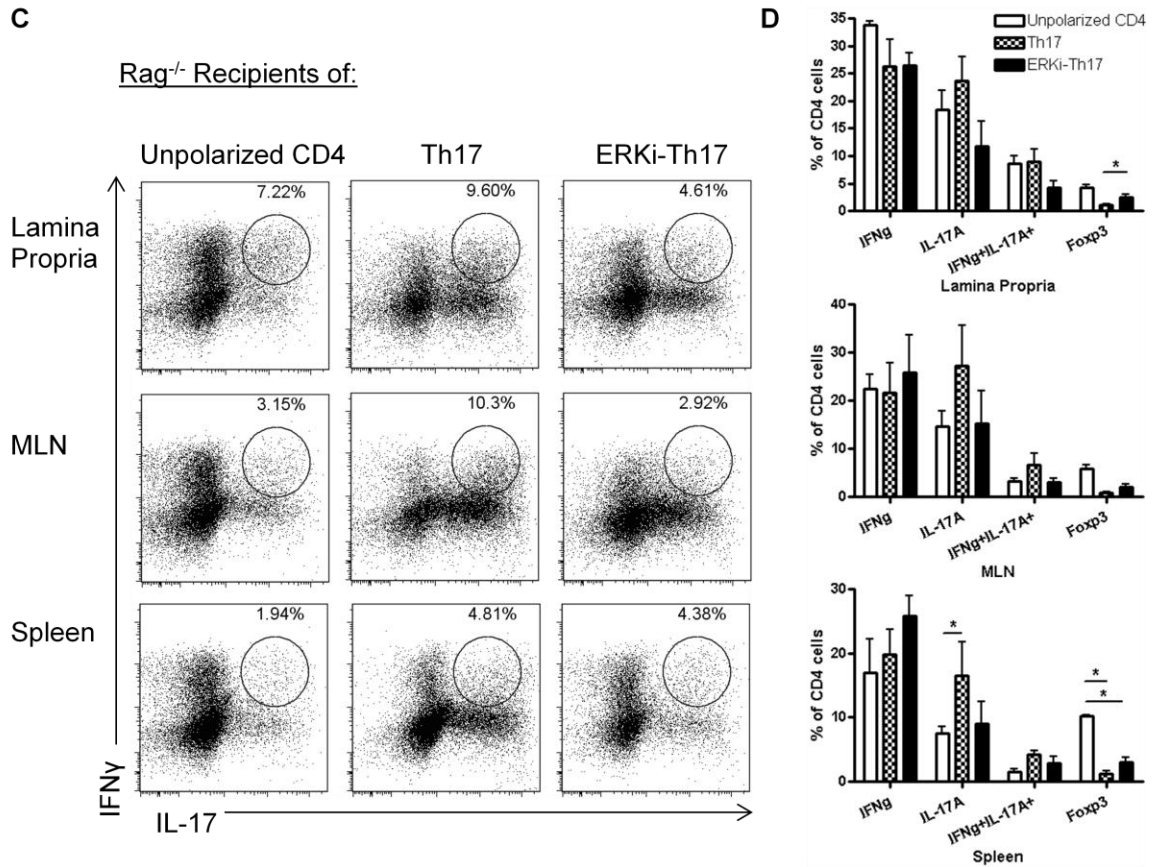 C
Rag-/- Recipients of:
Unpolarized CD4 Th17 ERKi-Th17
Lamina
Propria
7.22% 9.60% 4.61%
MLN
3.15% 10.3% 2.92%
Spleen
1.94% 4.81% 4.38%
IFNγ
IL-17
D
Unpolarized CD4
Th17
ERKi-Th17
% of CD4 cells
35
30
25
20
15
10
5
0
*
IFNg IL-17A IFNg+IL-17A+ Foxp3
Lamina Propria
% of CD4 cells
40
30
20
10
0
IFNg IL-17A IFNg+IL-17A+ Foxp3
MLN
% of CD4 cells
30
20
10
0
*
*
*
IFNg IL-17A IFNg+IL-17A+ Foxp3
Spleen